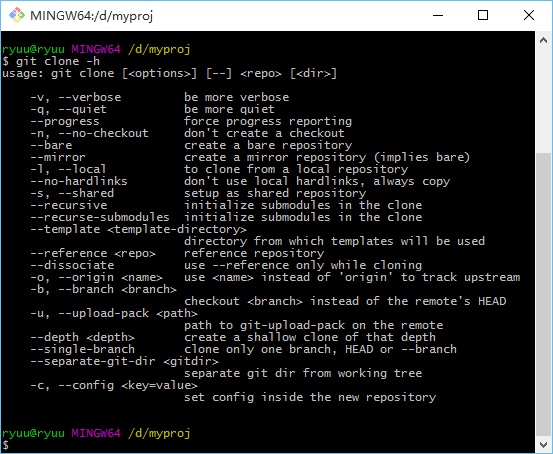 MINGW64:/d/myproj
ryuu@ryuu MINGW64 /d/myproj
$ git clone -h
usage: git clone [<options>] [--] <repo> [<dir>]
-v, --verbose be more verbose
-q, --quiet be more quiet
--progress force progress reporting
-n, --no-checkout don't create a checkout
--bare create a bare repository
--mirror create a mirror repository (implies bare)
-l, --local to clone from a local repository
--no-hardlinks don't use local hardlinks, always copy
-s, --shared setup as shared repository
--recursive initialize submodules in the clone
--recurse-submodules initialize submodules in the clone
--template <template-directory>
directory from which templates will be used
--reference <repo> reference repository
--dissociate use --reference only while cloning
-o, --origin <name> use <name> instead of 'origin' to track upstream
-b, --branch <branch>
checkout <branch> instead of the remote's HEAD
-u, --upload-pack <path>
path to git-upload-pack on the remote
--depth <depth> create a shallow clone of that depth
--single-branch clone only one branch, HEAD or --branch
--separate-git-dir <gitdir>
separate git dir from working tree
-c, --config <key=value>
set config inside the new repository
ryuu@ryuu MINGW64 /d/myproj
$